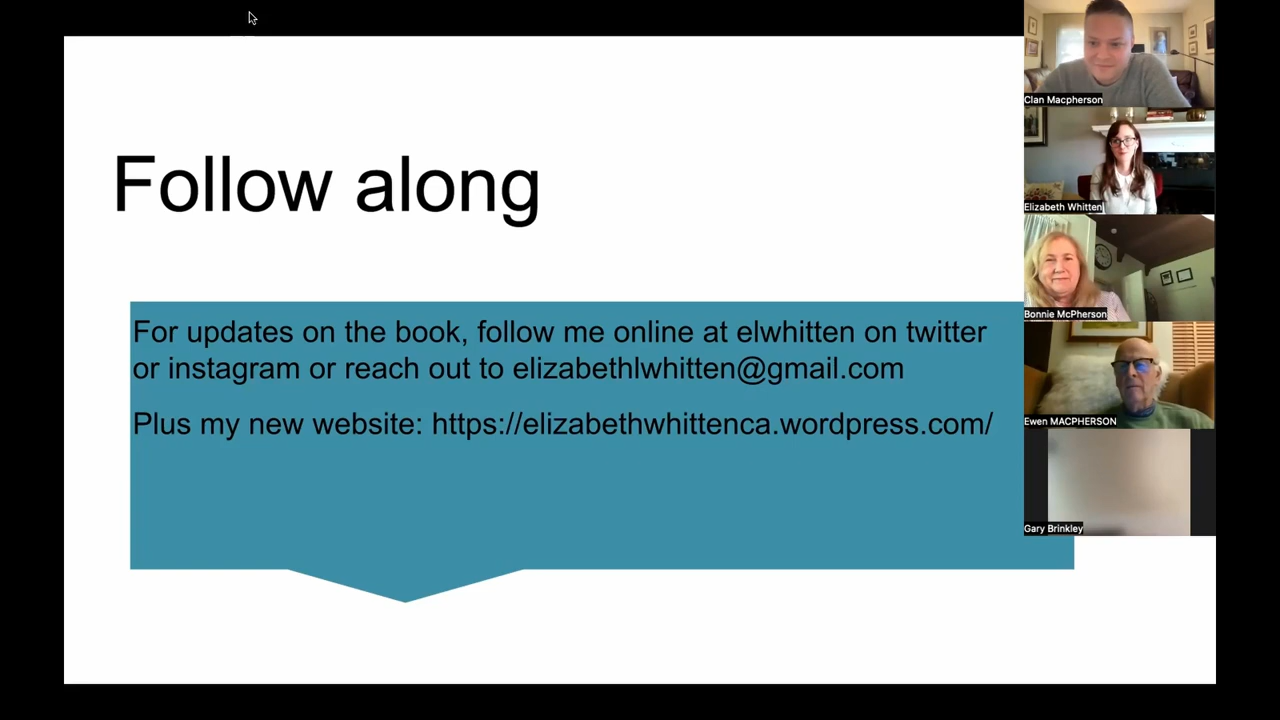 Follow along
For updates on the book, follow me online at elwhitten on twitter
or instagram or reach out to elizabethlwhitten@gmail.com
Plus my new website: https://elizabethwhittenca.wordpress.com/
Clan Macpherson
Elizabeth Whitten
Bonnie McPherson
Ewen MACPHERSON
Gary Brinkley